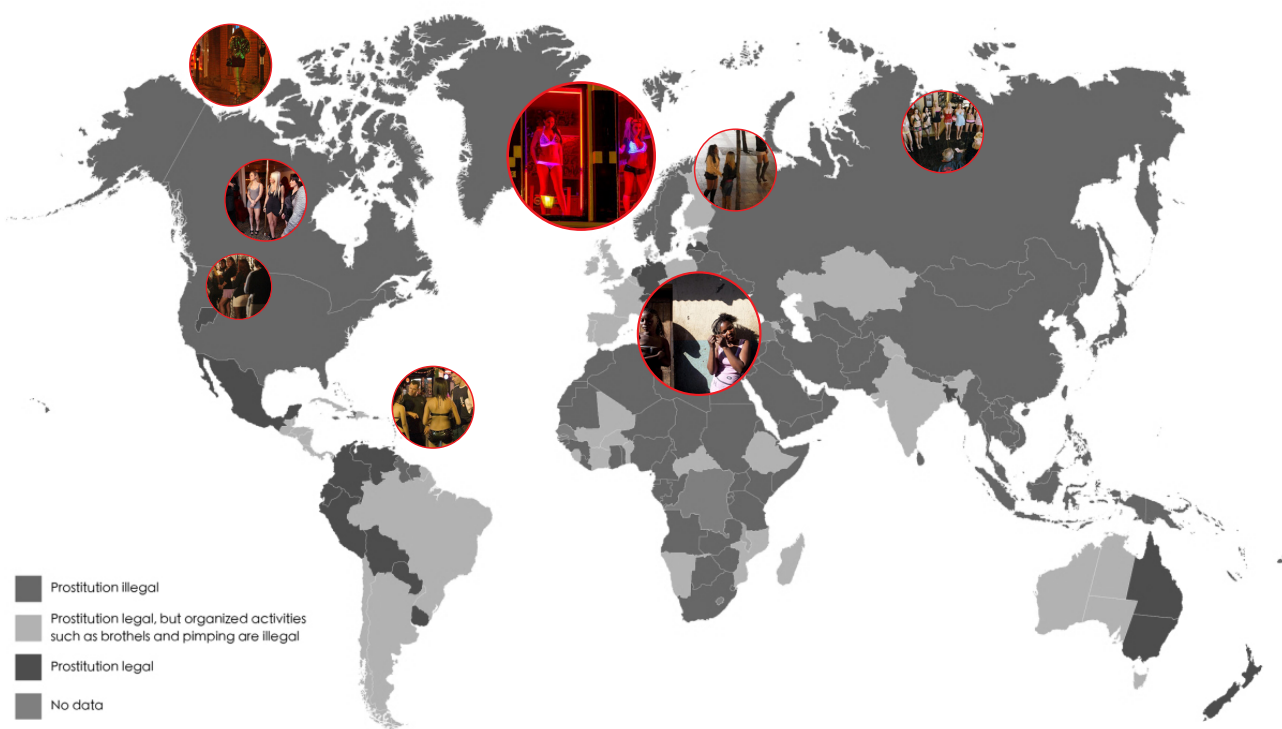 Prostitution illegal
Prostitution legal, but organized activities
such as brothels and pimping are illegal
Prostitution legal
No data